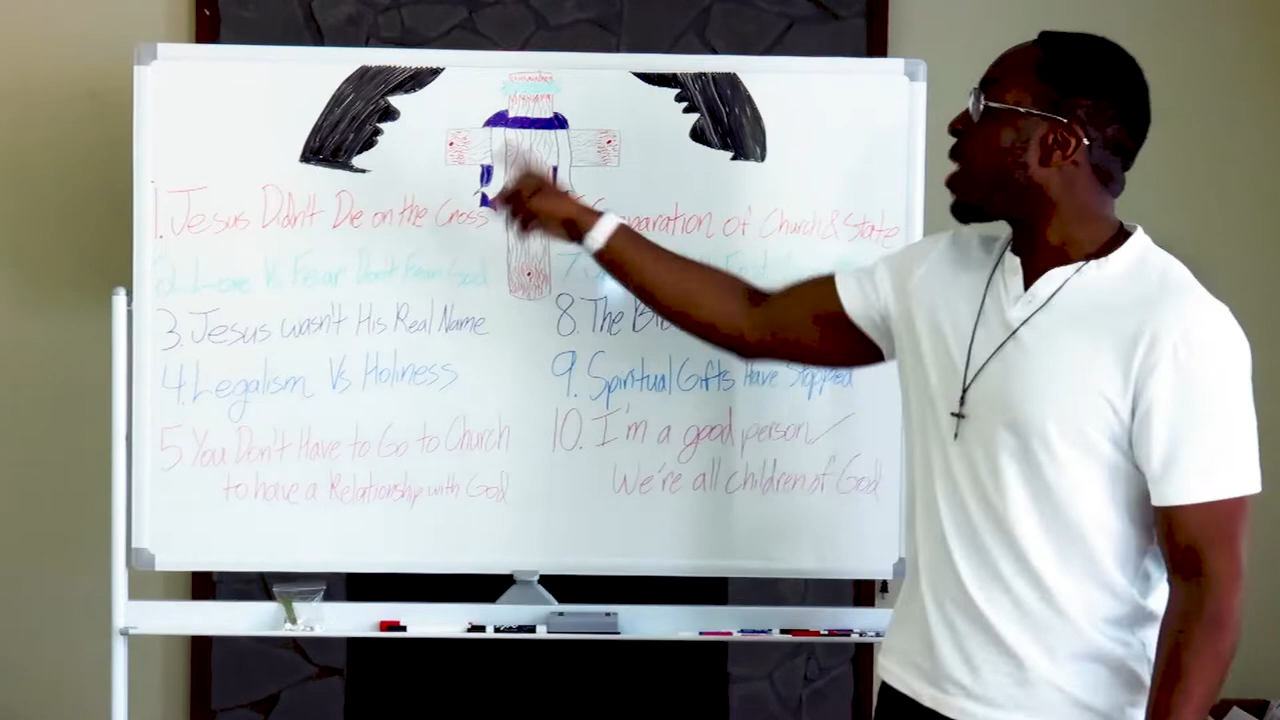 1. Jesus Didn't Die on the Cross
2. Love Vs Fear Don't Fear God
3. Jesus wasn't His Real Name
4. Legalism Vs Holiness
5 You Don't Have to Go to Church
to have a Relationship with God
Separation of Church & State
7.
8. The
9. Spiritual Gifts Have Stopped
10. I'm a good person
We're all children of God